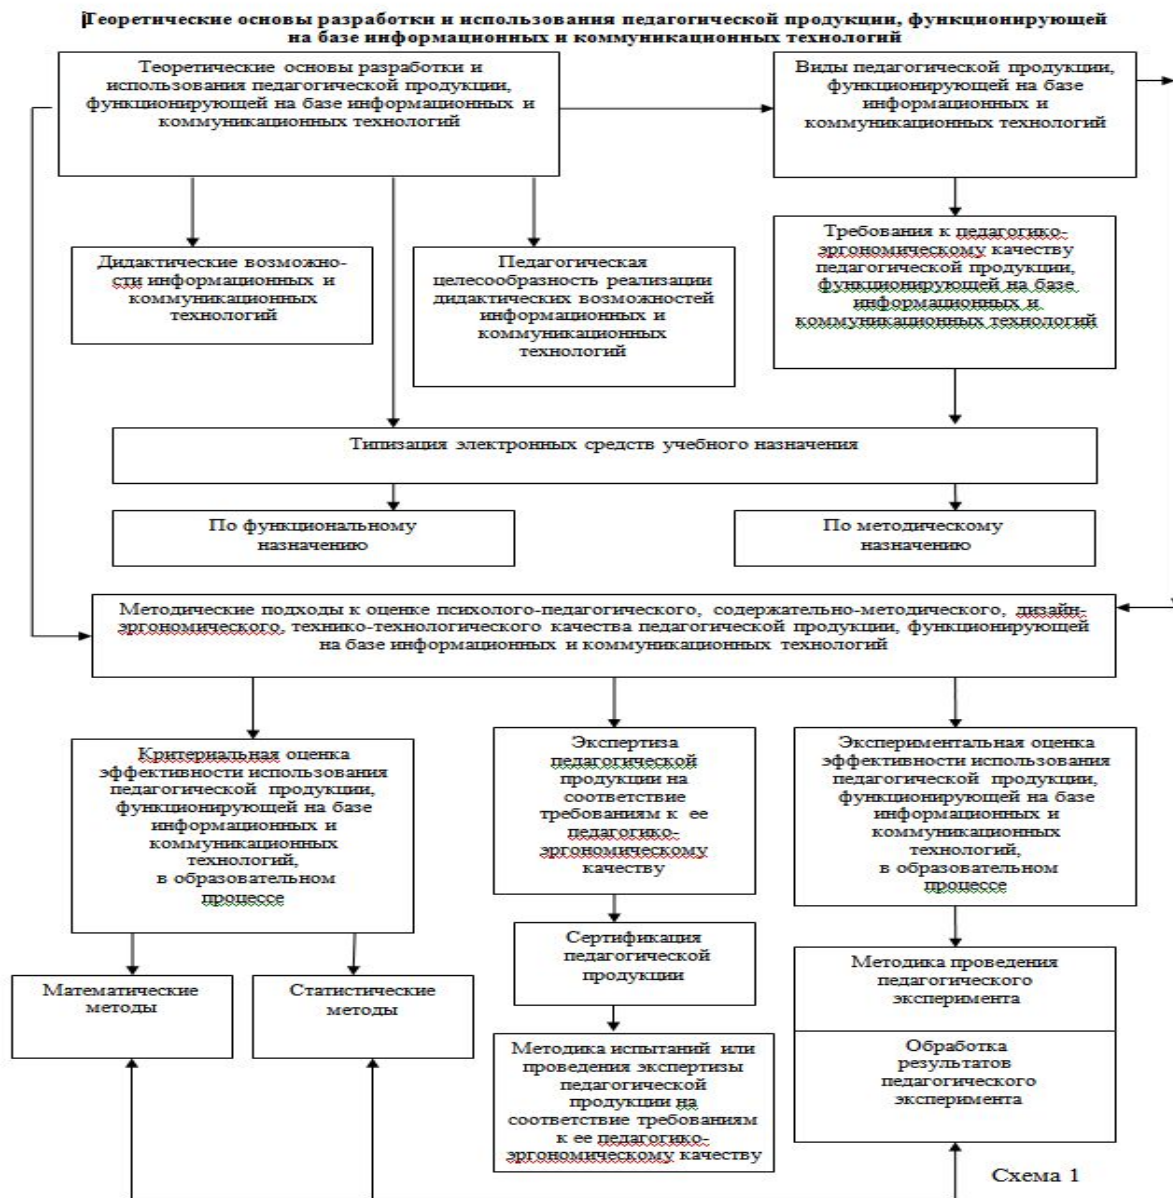 Теоретические основы разработки и использования педагогической продукции, функционирующей
на базе информационных и коммуникационных технологий
Теоретические основы разработки и
использования педагогической продукции,
функционирующей на базе информационных и
коммуникационных технологий
Виды педагогической продукции,
функционирующей на базе
информационных и
коммуникационных технологий
Дидактические возможно-
сти информационных и
коммуникационных
технологий
Педагогическая
целесообразность реализации
дидактических возможностей
информационных и
коммуникационных
технологий
Требования к педагогико-
эргономическому качеству
педагогической продукции,
функционирующей на базе
информационных и
коммуникационных технологий
Типизация электронных средств учебного назначения
По функциональному
назначению
По методическому
назначению
Методические подходы к оценке психолого-педагогического, содержательно-методического, дизайн-
эргономического, технико-технологического качества педагогической продукции, функционирующей
на базе информационных и коммуникационных технологий
Критериальная оценка
эффективности использования
педагогической продукции,
функционирующей на базе
информационных и
коммуникационных
технологий,
в образовательном
процессе
Экспертиза
педагогической
продукции на
соответствие
требованиям к ее
педагогико-
эргономическому
качеству
Экспериментальная оценка
эффективности использования
педагогической продукции,
функционирующей на базе
информационных и
коммуникационных
технологий,
в образовательном
процессе
Математические
методы
Статистические
методы
Сертификация
педагогической
продукции
Методика испытаний или
проведения экспертизы
педагогической
продукции на
соответствие требованиям
к ее педагогико-
эргономическому качеству
Методика проведения
педагогического
эксперимента
Обработка
результатов
педагогического
эксперимента
Схема 1